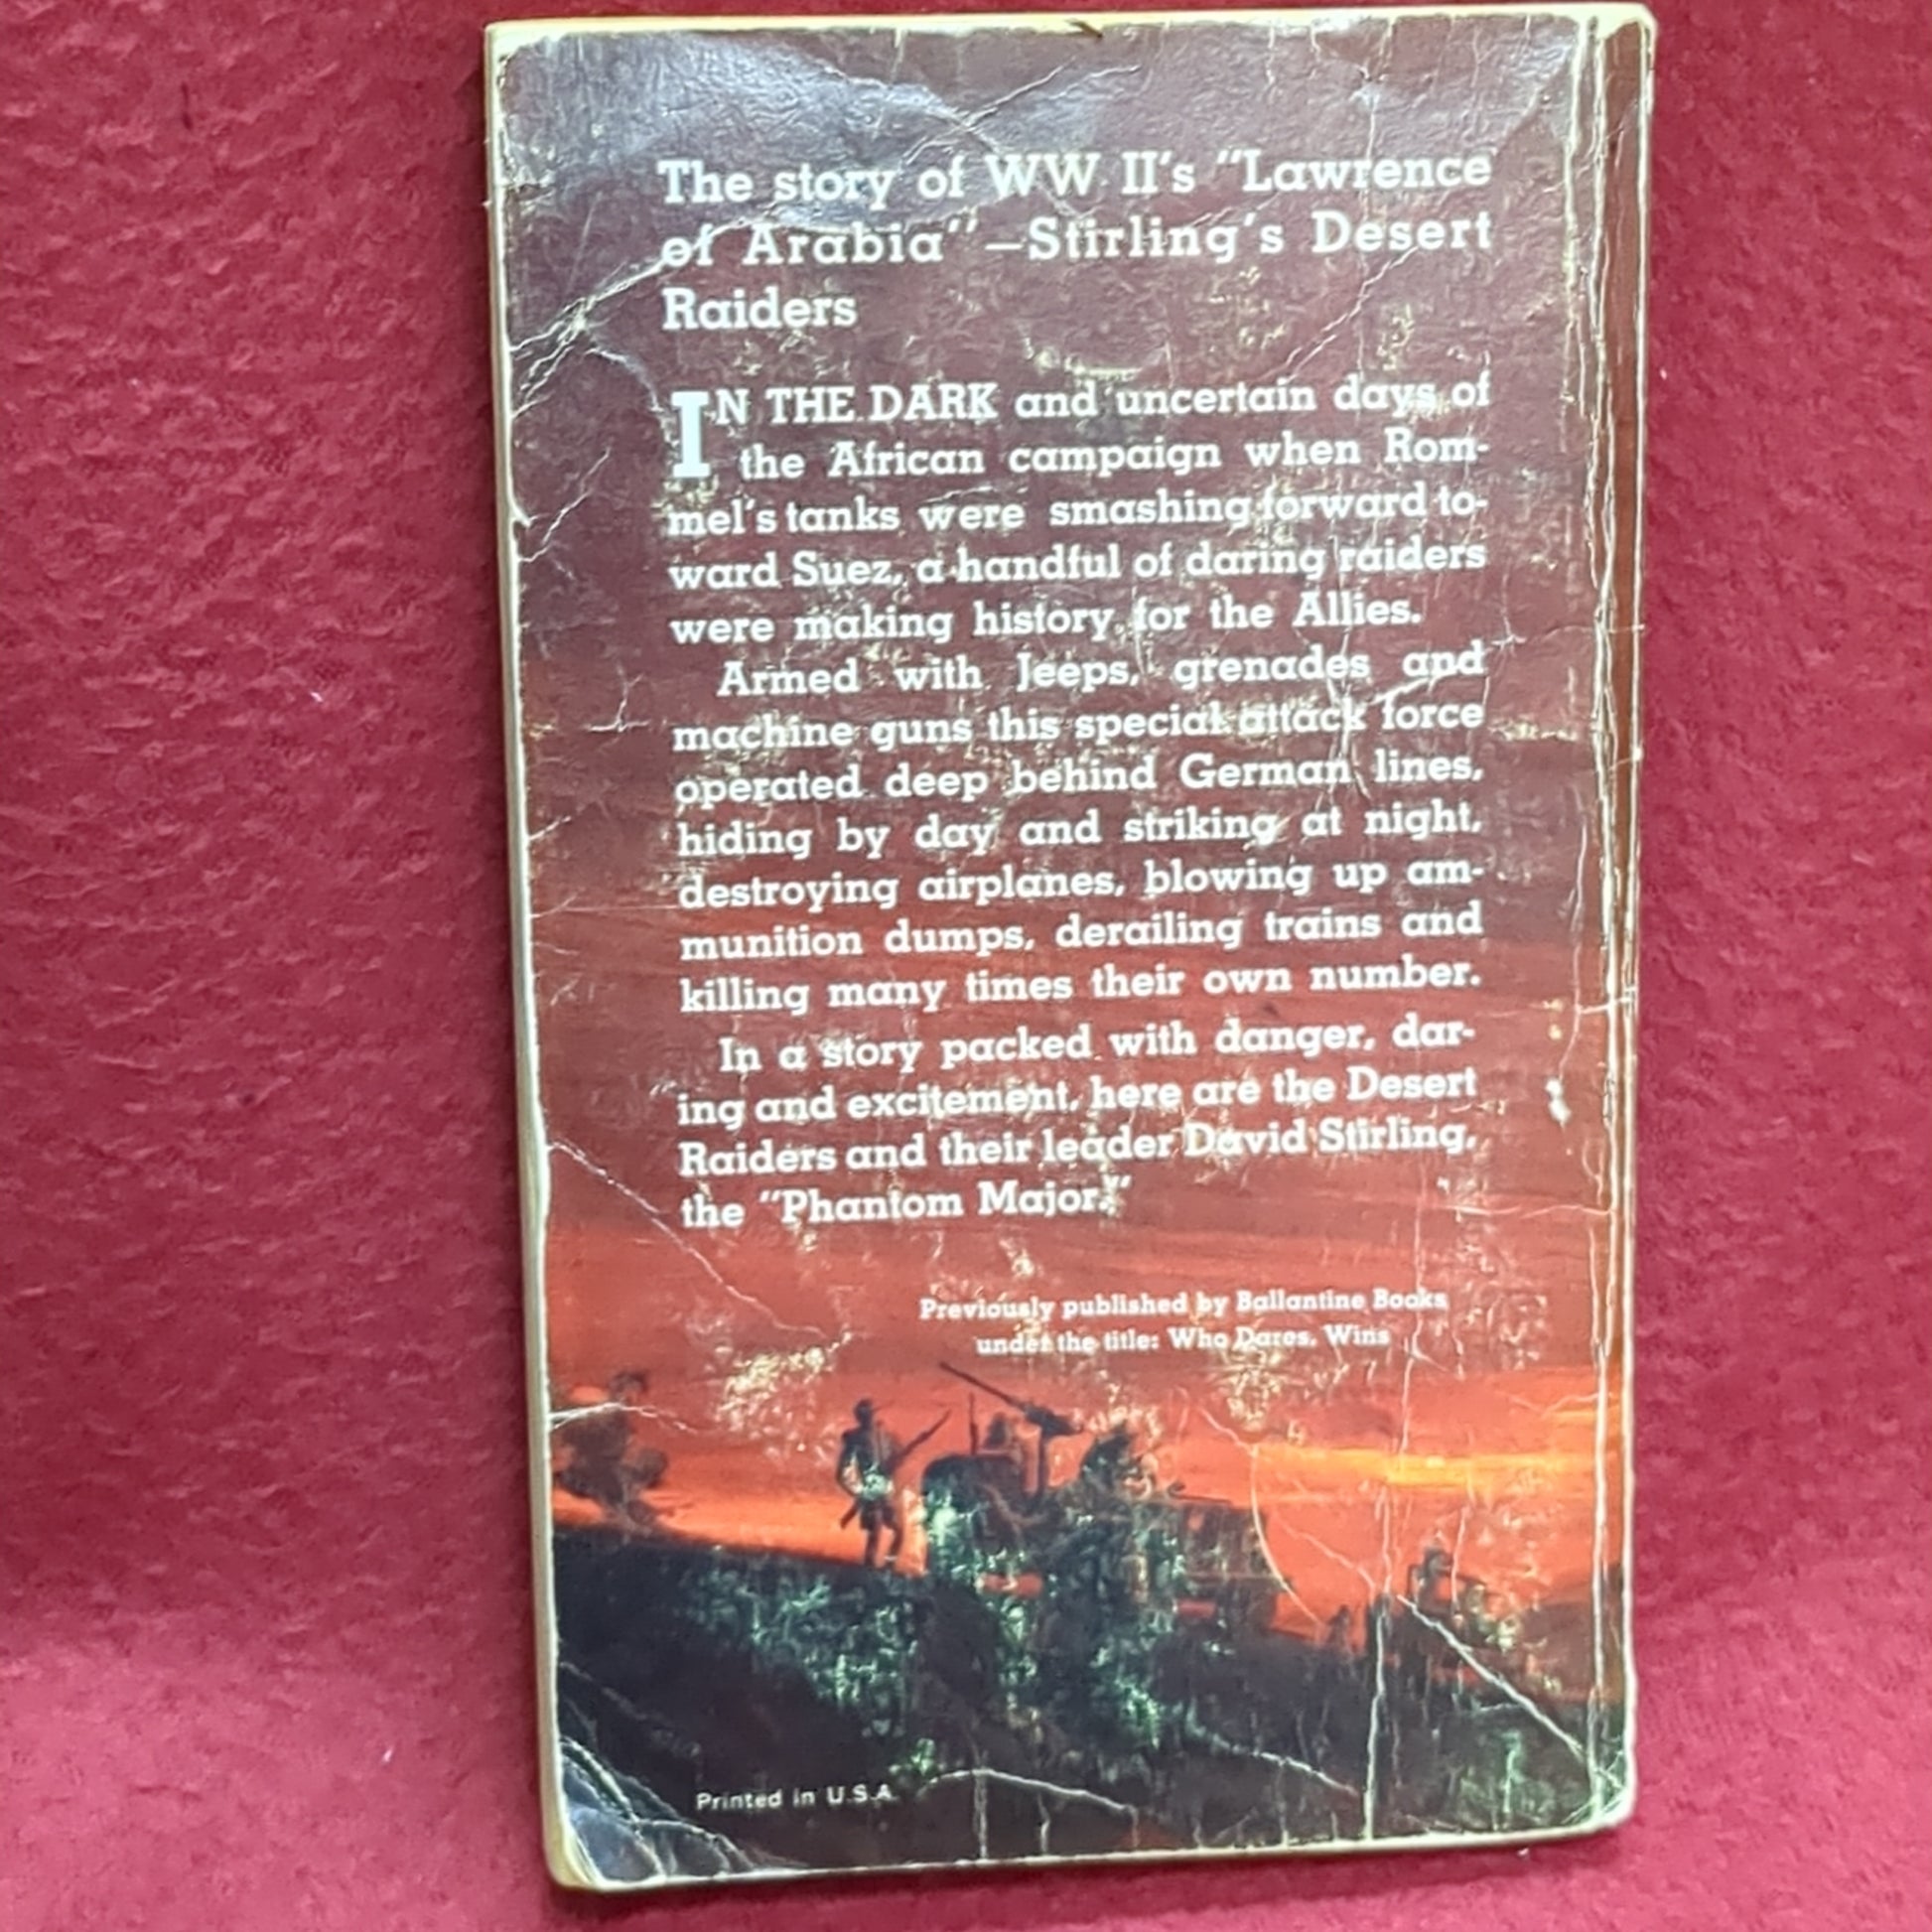 The story of WW II's "Lawrence
of Arabia"—Stirling's Desert
Raiders
IN THE DARK and uncertain days of
the African campaign when Rom-
mel's tanks were smashing forward to-
ward Suez, a handful of daring raiders
were making history for the Allies.
Armed with Jeeps, grenades and
machine guns this special attack force
operated deep behind German lines,
hiding by day and striking at night,
destroying airplanes, blowing up am-
munition dumps, derailing trains and
killing many times their own number.
In a story packed with danger, dar-
ing and excitement, here are the Desert
Raiders and their leader David Stirling,
the "Phantom Major."
Previously published by Ballantine Books
under the title: Who Dares, Wins
Printed in U.S.A.